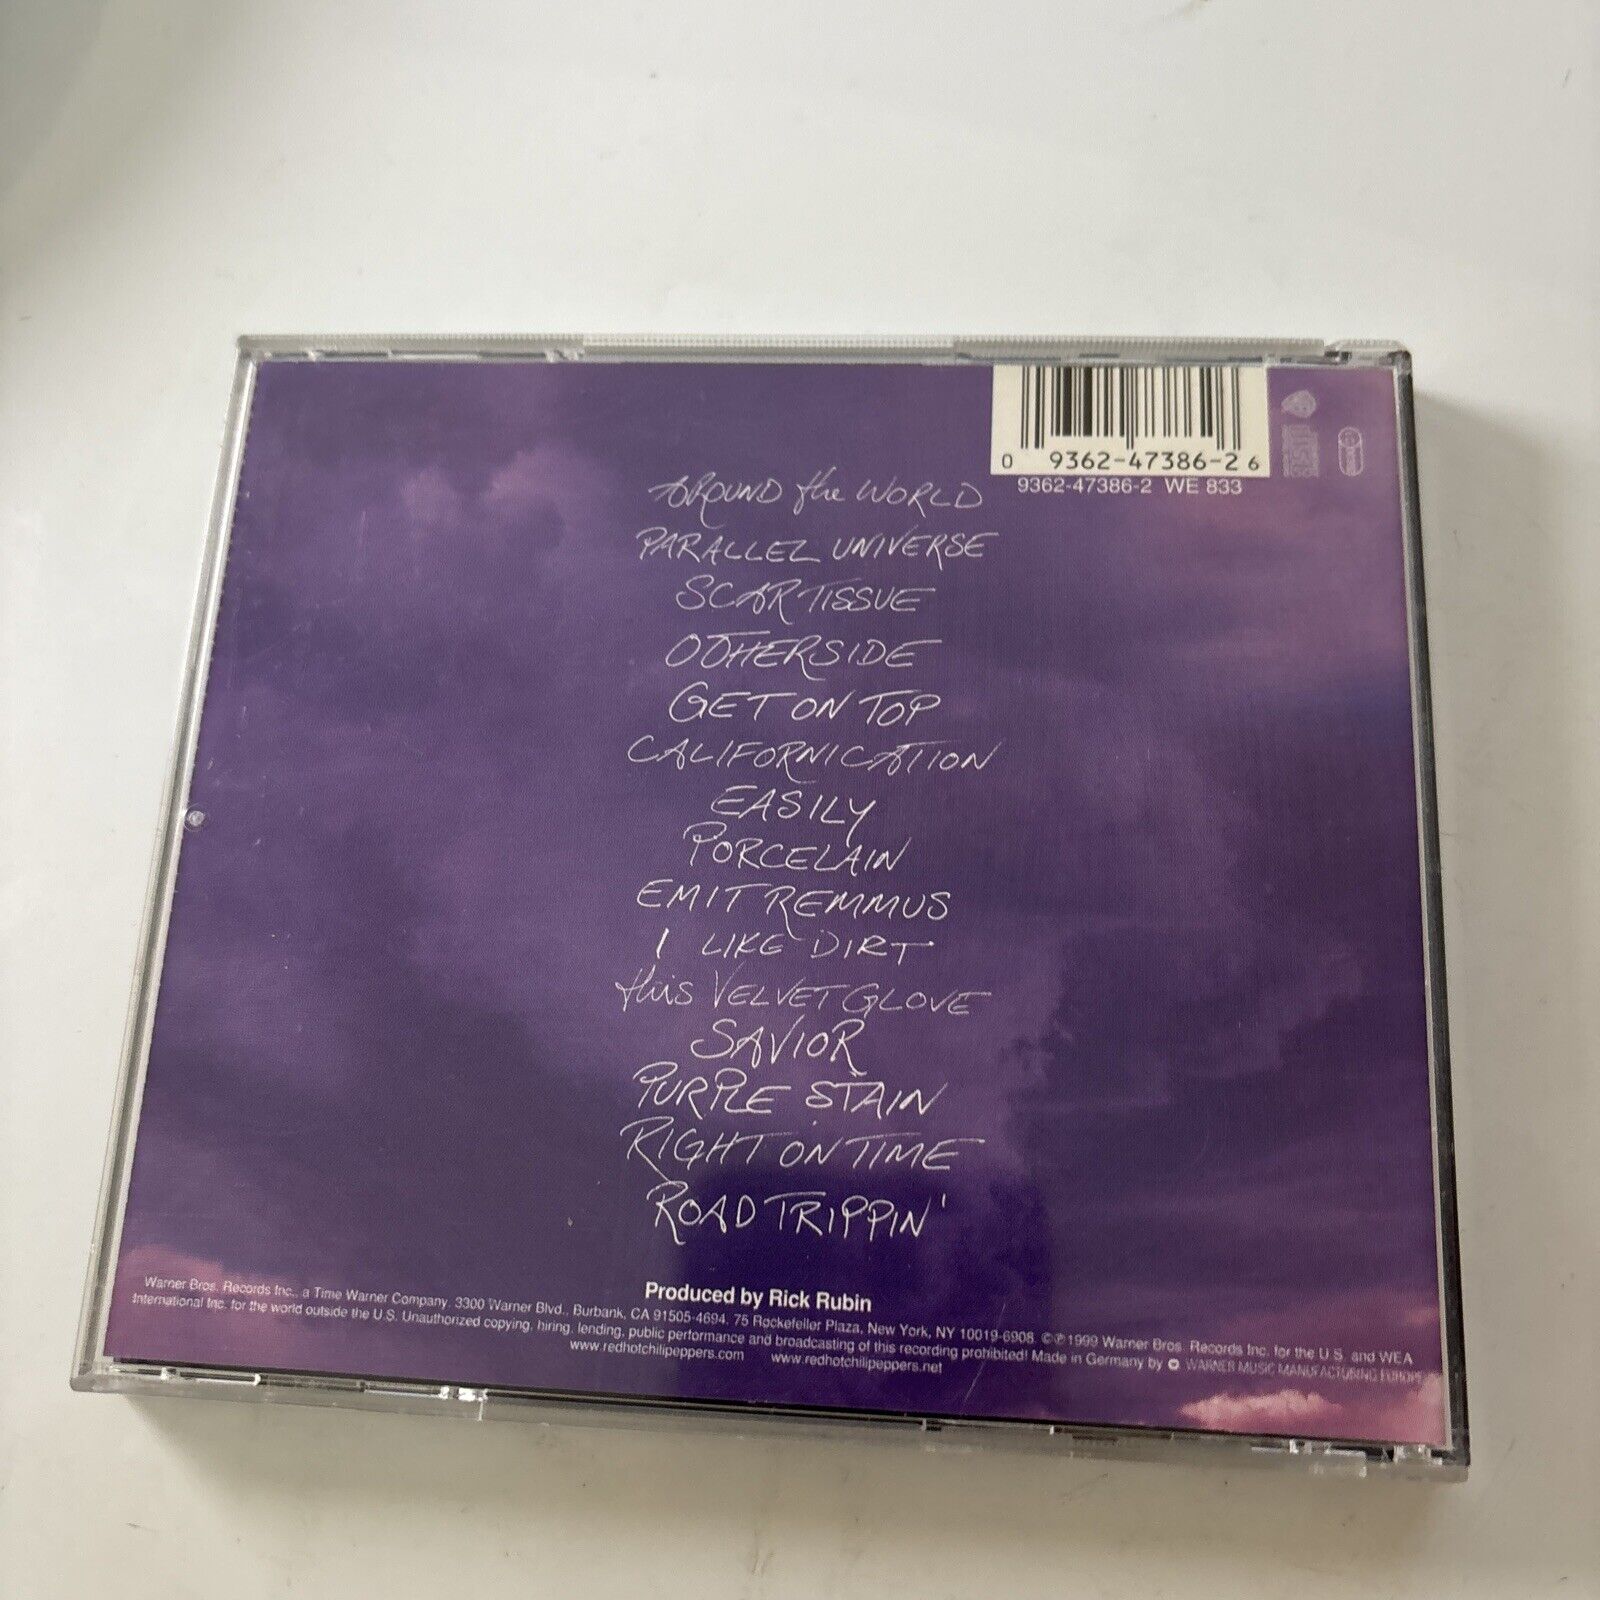 0 9362-47386-2 6
9362-47386-2 WE 833
AROUND the WORLD
PARALLEL UNIVERSE
SCAR TISSUE
OTHERSIDE
GET ON TOP
CALIFORNICATION
EASILY
PORCELAIN
EMIT REMMUS
I LIKE DIRT
this VELVET GLOVE
SAVIOR
PURPLE STAIN
RIGHT ON TIME
ROAD TRIPPIN'
Produced by Rick Rubin
Warner Bros. Records Inc., a Time Warner Company. 3300 Warner Blvd., Burbank, CA 91505-4694. 75 Rockefeller Plaza, New York, NY 10019-6908. ©℗1999 Warner Bros. Records Inc. for the U.S. and WEA
International Inc. for the world outside the U.S. Unauthorized copying, hiring, lending, public performance and broadcasting of this recording prohibited! Made in Germany by WARNER MUSIC MANUFACTURING EUROPE
www.redhotchilipeppers.com www.redhotchilipeppers.net